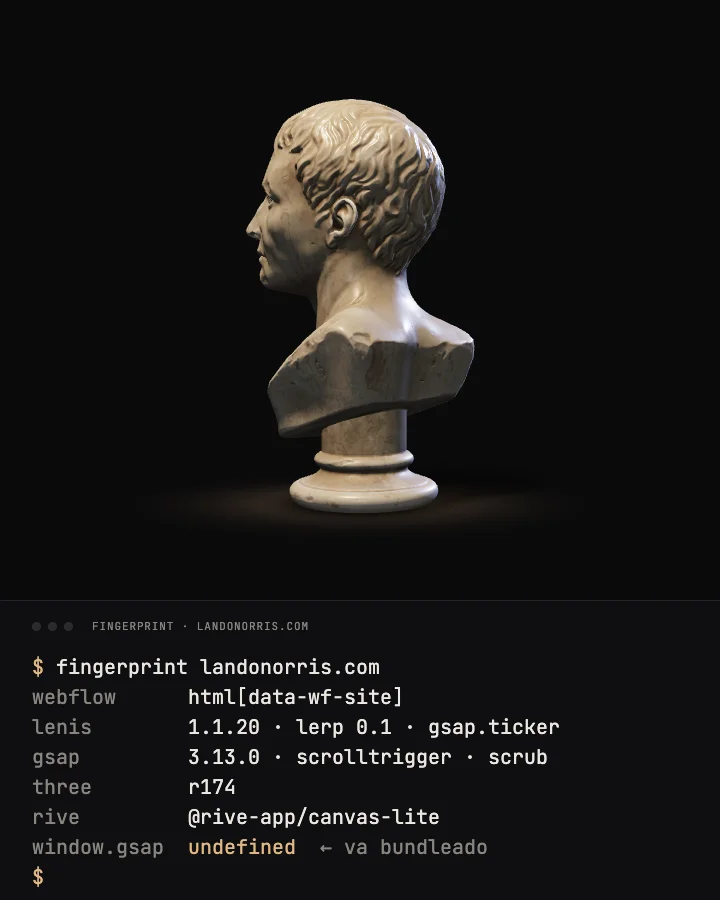 FINGERPRINT · LANDONORRIS.COM
$ fingerprint landonorris.com
webflow html[data-wf-site]
lenis 1.1.20 · lerp 0.1 · gsap.ticker
gsap 3.13.0 · scrolltrigger · scrub
three r174
rive @rive-app/canvas-lite
window.gsap undefined ← va bundleado
$